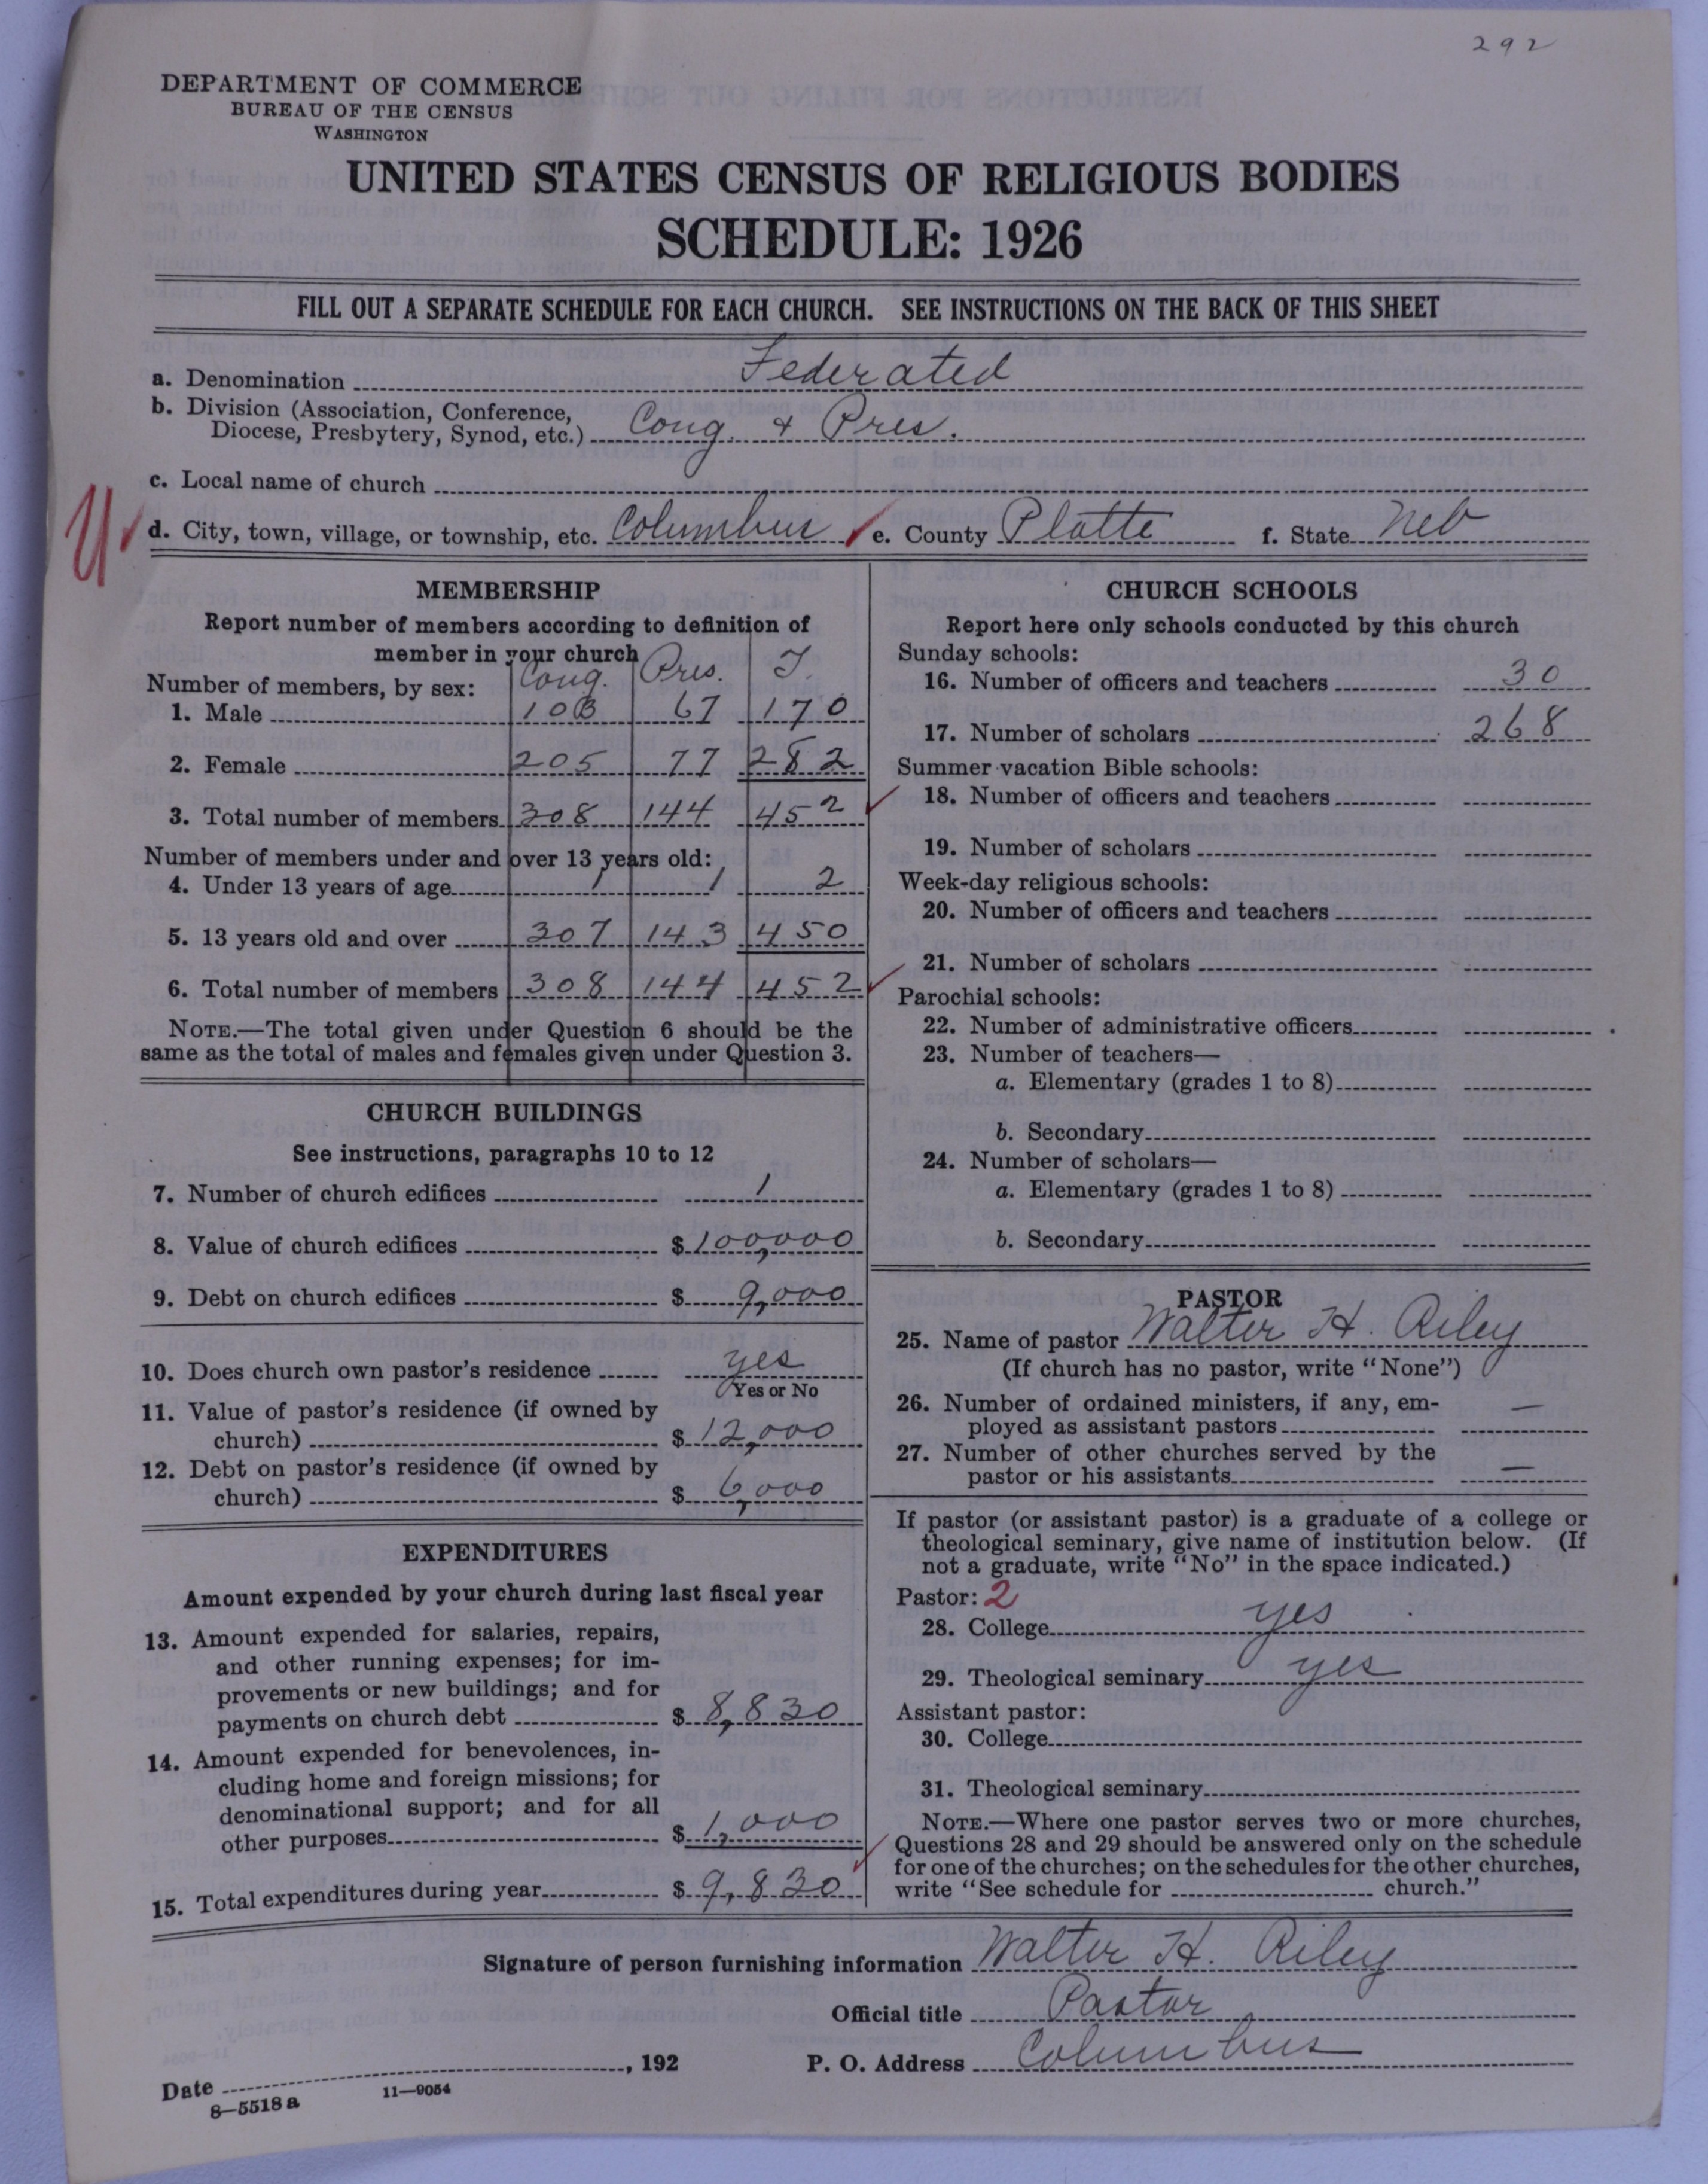 292
DEPARTMENT OF COMMERCE
BUREAU OF THE CENSUS
WASHINGTON
UNITED STATES CENSUS OF RELIGIOUS BODIES
SCHEDULE: 1926
FILL OUT A SEPARATE SCHEDULE FOR EACH CHURCH. SEE INSTRUCTIONS ON THE BACK OF THIS SHEET
a. Denomination Federated
b. Division (Association, Conference,
Diocese, Presbytery, Synod, etc.) Cong. & Pres.
c. Local name of church
d. City, town, village, or township, etc. Columbus e. County Platte f. State Neb
MEMBERSHIP
Report number of members according to definition of
member in your church
Cong. Pres. T.
Number of members, by sex:
1. Male 103 67 170
2. Female 205 77 282
3. Total number of members 308 144 452
Number of members under and over 13 years old:
4. Under 13 years of age 1 1 2
5. 13 years old and over 307 143 450
6. Total number of members 308 144 452
NOTE.—The total given under Question 6 should be the
same as the total of males and females given under Question 3.
CHURCH BUILDINGS
See instructions, paragraphs 10 to 12
7. Number of church edifices 1
8. Value of church edifices $100,000
9. Debt on church edifices $9,000
10. Does church own pastor's residence yes
Yes or No
11. Value of pastor's residence (if owned by
church) $12,000
12. Debt on pastor's residence (if owned by
church) $6,000
EXPENDITURES
Amount expended by your church during last fiscal year
13. Amount expended for salaries, repairs,
and other running expenses; for im-
provements or new buildings; and for
payments on church debt $8,830
14. Amount expended for benevolences, in-
cluding home and foreign missions; for
denominational support; and for all
other purposes $1,000
15. Total expenditures during year $9,830
CHURCH SCHOOLS
Report here only schools conducted by this church
Sunday schools:
16. Number of officers and teachers 30
17. Number of scholars 268
Summer vacation Bible schools:
18. Number of officers and teachers
19. Number of scholars
Week-day religious schools:
20. Number of officers and teachers
21. Number of scholars
Parochial schools:
22. Number of administrative officers
23. Number of teachers—
a. Elementary (grades 1 to 8)
b. Secondary
24. Number of scholars—
a. Elementary (grades 1 to 8)
b. Secondary
PASTOR
25. Name of pastor Walter H. Riley
(If church has no pastor, write "None")
26. Number of ordained ministers, if any, em-
ployed as assistant pastors —
27. Number of other churches served by the
pastor or his assistants —
If pastor (or assistant pastor) is a graduate of a college or
theological seminary, give name of institution below. (If
not a graduate, write "No" in the space indicated.)
Pastor: 2
28. College yes
29. Theological seminary yes
Assistant pastor:
30. College
31. Theological seminary
NOTE.—Where one pastor serves two or more churches,
Questions 28 and 29 should be answered only on the schedule
for one of the churches; on the schedules for the other churches,
write "See schedule for church."
Signature of person furnishing information Walter H. Riley
Official title Pastor
Date , 192 P. O. Address Columbus
8—5518 a 11—9054